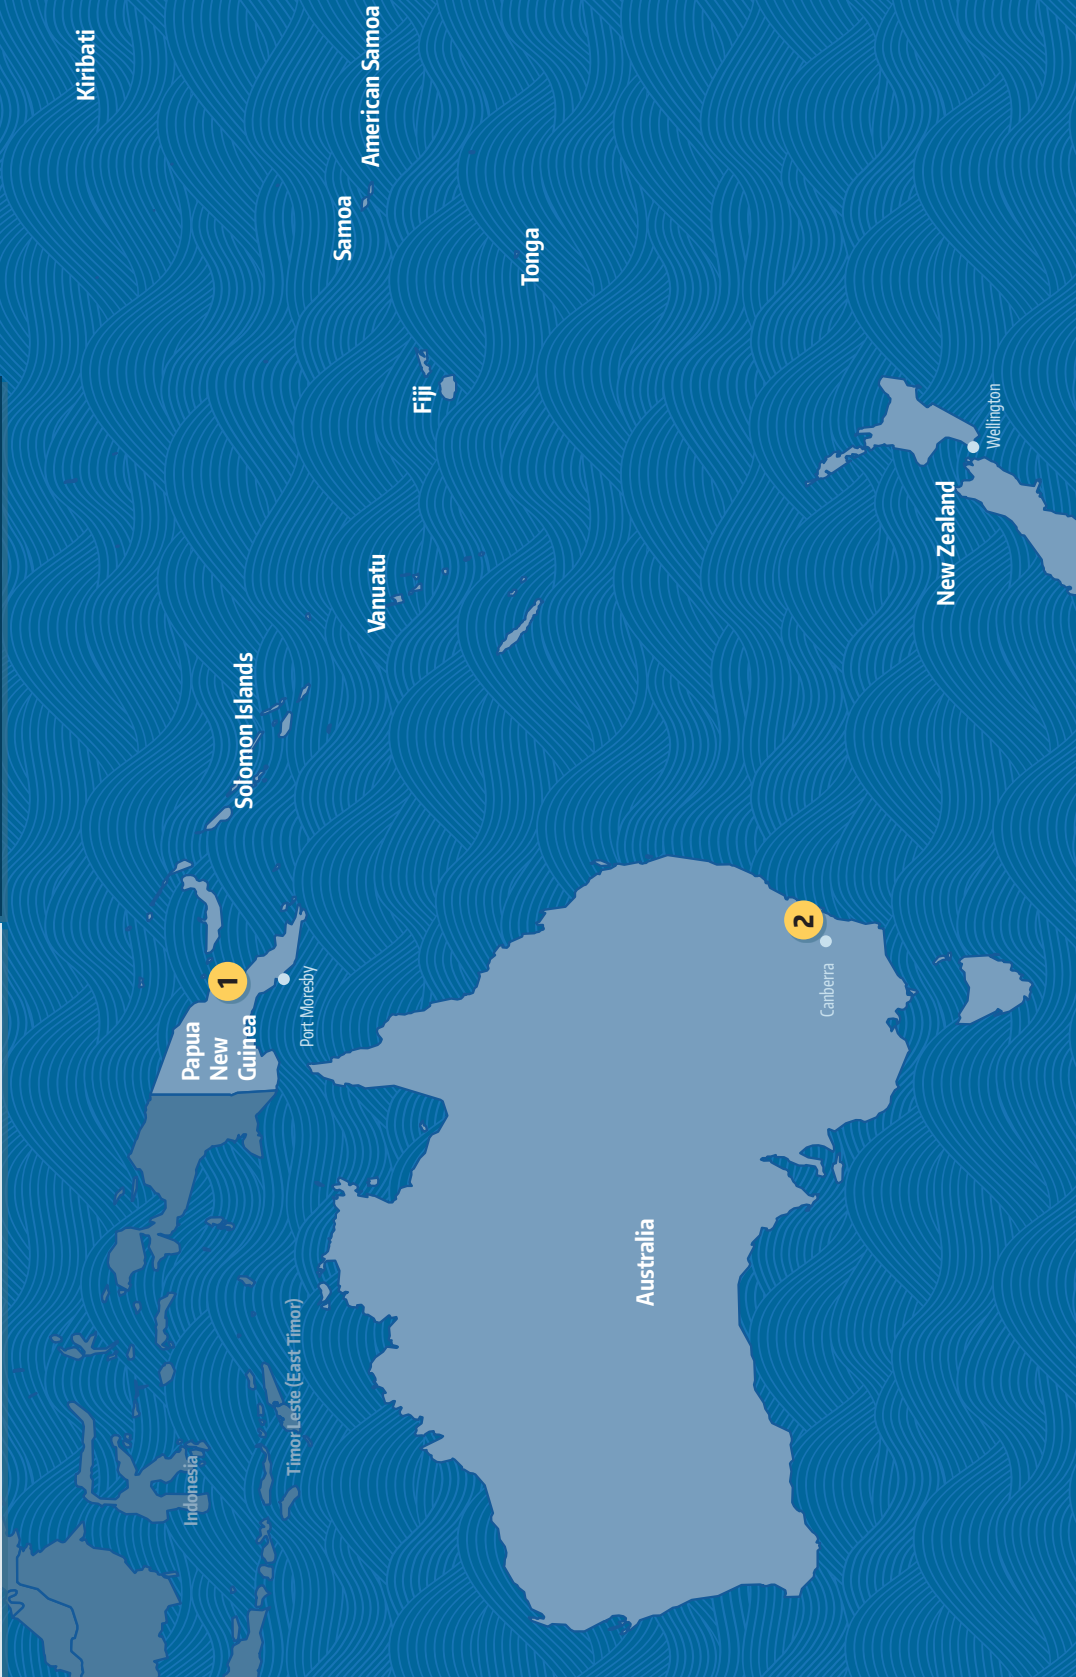 Kiribati
American Samoa
Samoa
Tonga
Fiji
Vanuatu
Solomon Islands
Papua
New
Guinea
1
Port Moresby
Indonesia
Timor Leste (East Timor)
Australia
2
Canberra
New Zealand
Wellington